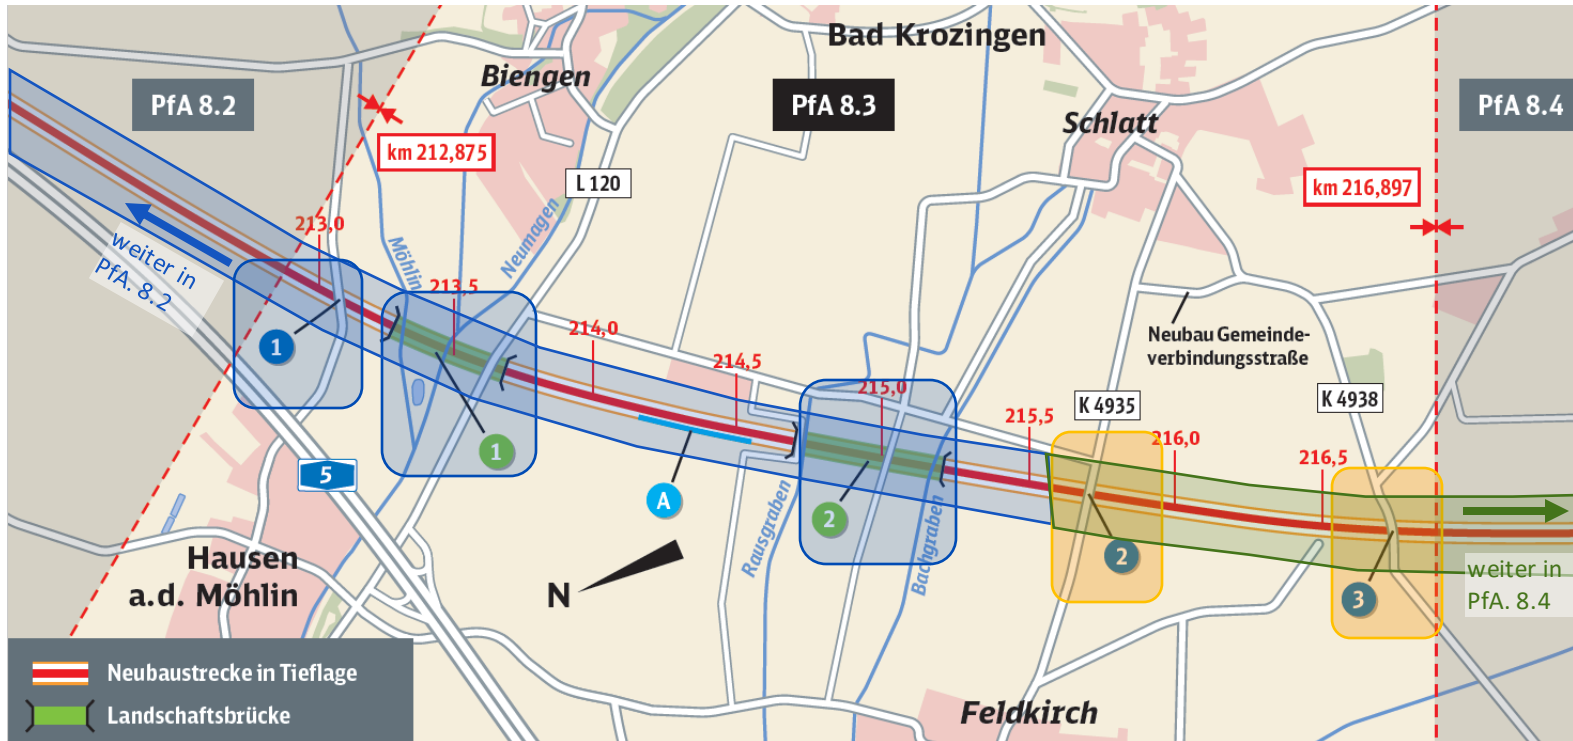 Bad Krozingen
Biengen
PfA 8.2
PfA 8.3
PfA 8.4
Schlatt
km 212,875
L 120
km 216,897
213,0
weiter in
PfA. 8.2
Möhlin
Neumagen
213,5
214,0
214,5
215,0
215,5
216,0
216,5
Neubau Gemeinde-
verbindungsstraße
K 4935
K 4938
1
1
5
A
2
2
3
Rausgraben
Bachgraben
N
Hausen
a.d. Möhlin
weiter in
PfA. 8.4
Feldkirch
Neubaustrecke in Tieflage
Landschaftsbrücke